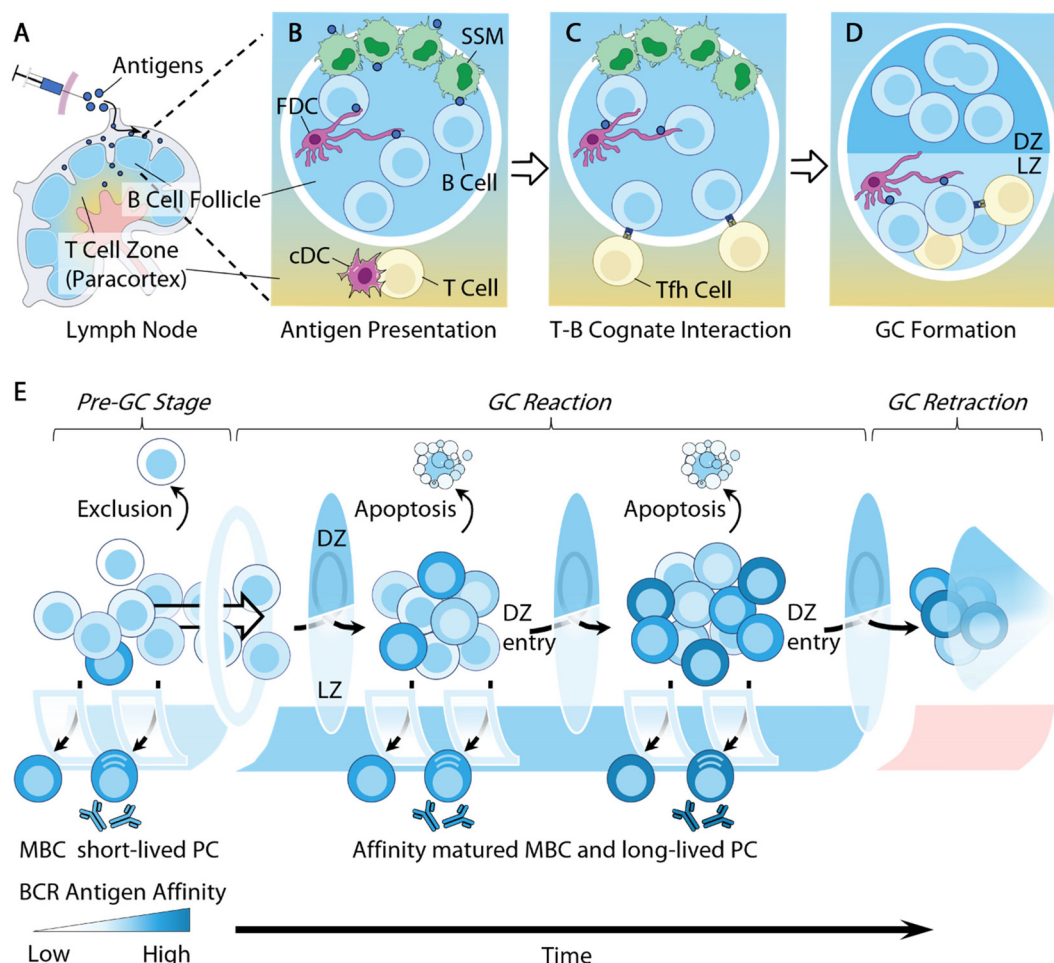 A
Antigens
B Cell Follicle
T Cell Zone
(Paracortex)
Lymph Node
B
SSM
FDC
B Cell
cDC
T Cell
Antigen Presentation
C
Tfh Cell
T-B Cognate Interaction
D
DZ
LZ
GC Formation
E
Pre-GC Stage
GC Reaction
GC Retraction
Exclusion
Apoptosis
Apoptosis
DZ
DZ
entry
DZ
entry
LZ
MBC short-lived PC
Affinity matured MBC and long-lived PC
BCR Antigen Affinity
Low
High
Time